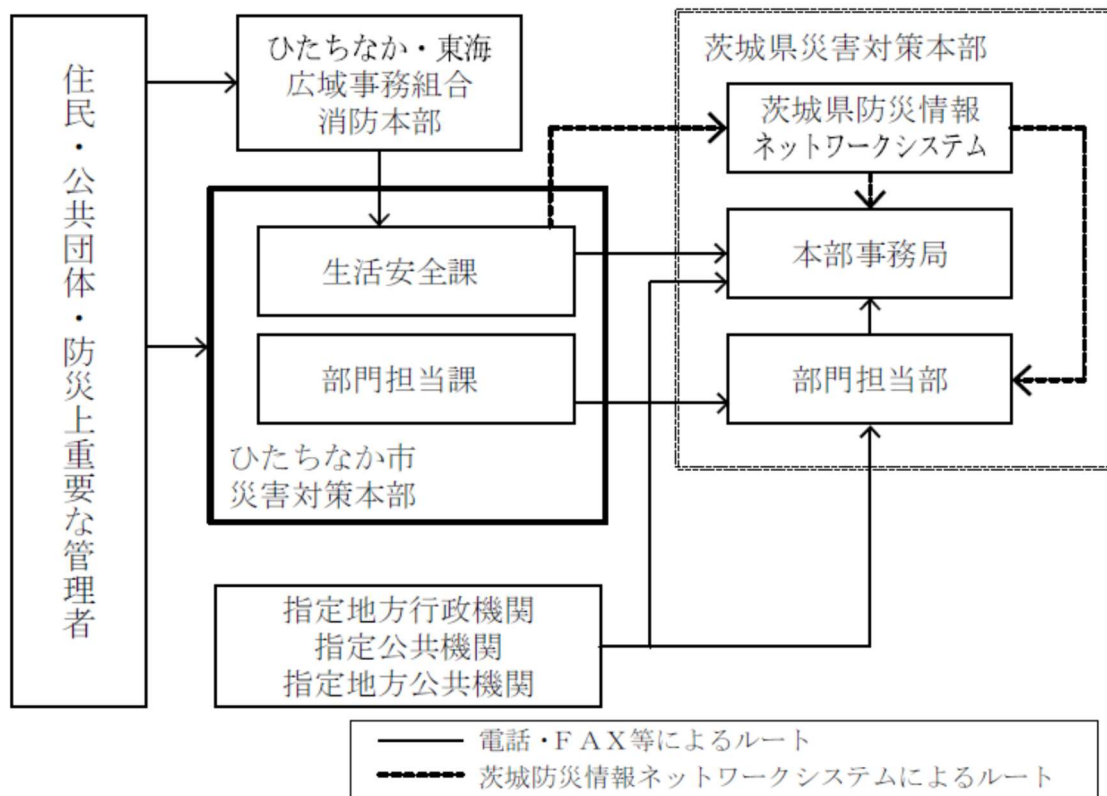 住民・公共団体・防災上重要な管理者
ひたちなか・東海
広域事務組合
消防本部
生活安全課
部門担当課
ひたちなか市
災害対策本部
茨城県災害対策本部
茨城県防災情報
ネットワークシステム
本部事務局
部門担当部
指定地方行政機関
指定公共機関
指定地方公共機関
電話・ＦＡＸ等によるルート
茨城防災情報ネットワークシステムによるルート